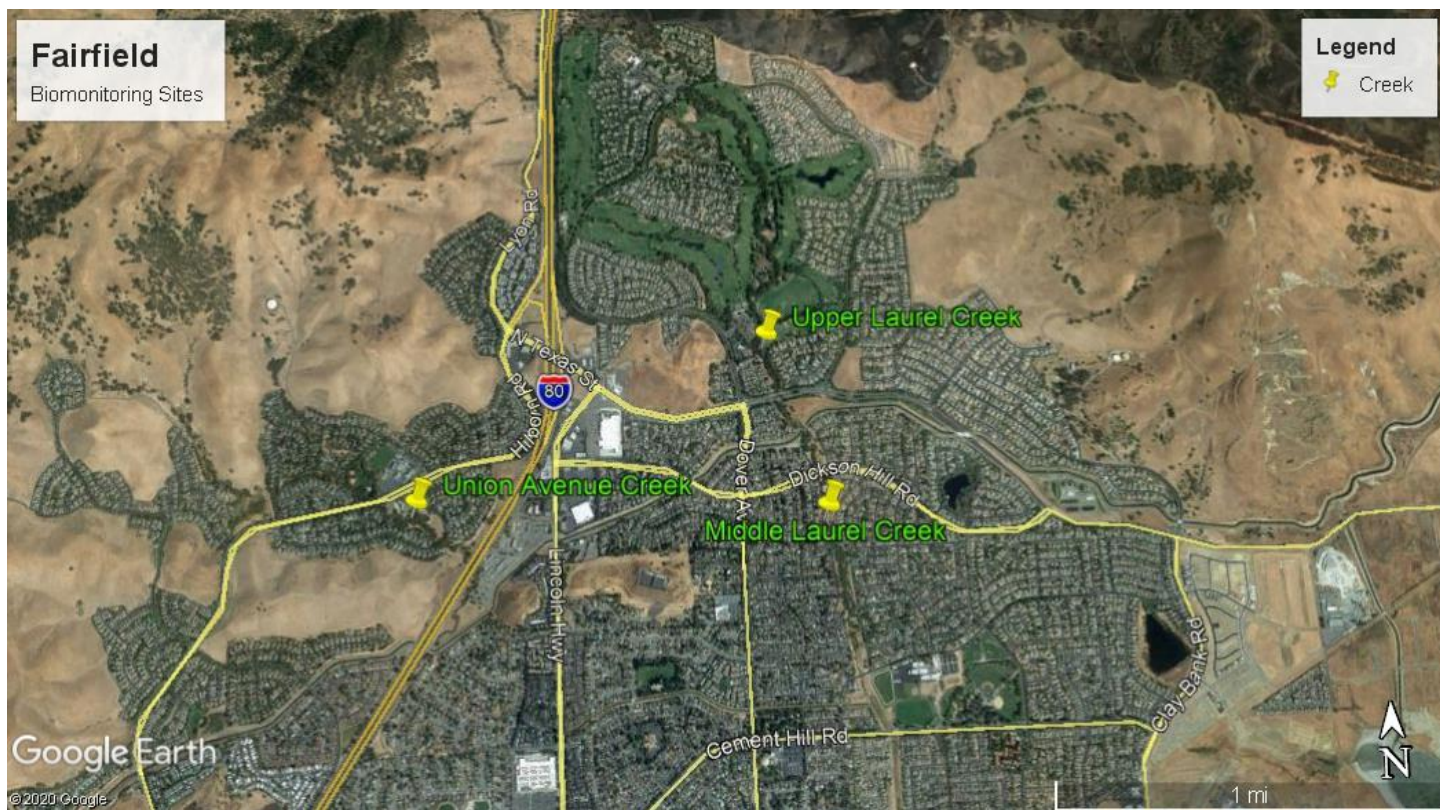 Fairfield
Biomonitoring Sites
Legend
Creek
Lyon Rd
Upper Laurel Creek
N Texas St
80
Hilborn Rd
Dover Av
Dickson Hill Rd
Union Avenue Creek
Middle Laurel Creek
Lincoln Hwy
Clay Bank Rd
Cement Hill Rd
Google Earth
N
©2020 Google
1 mi